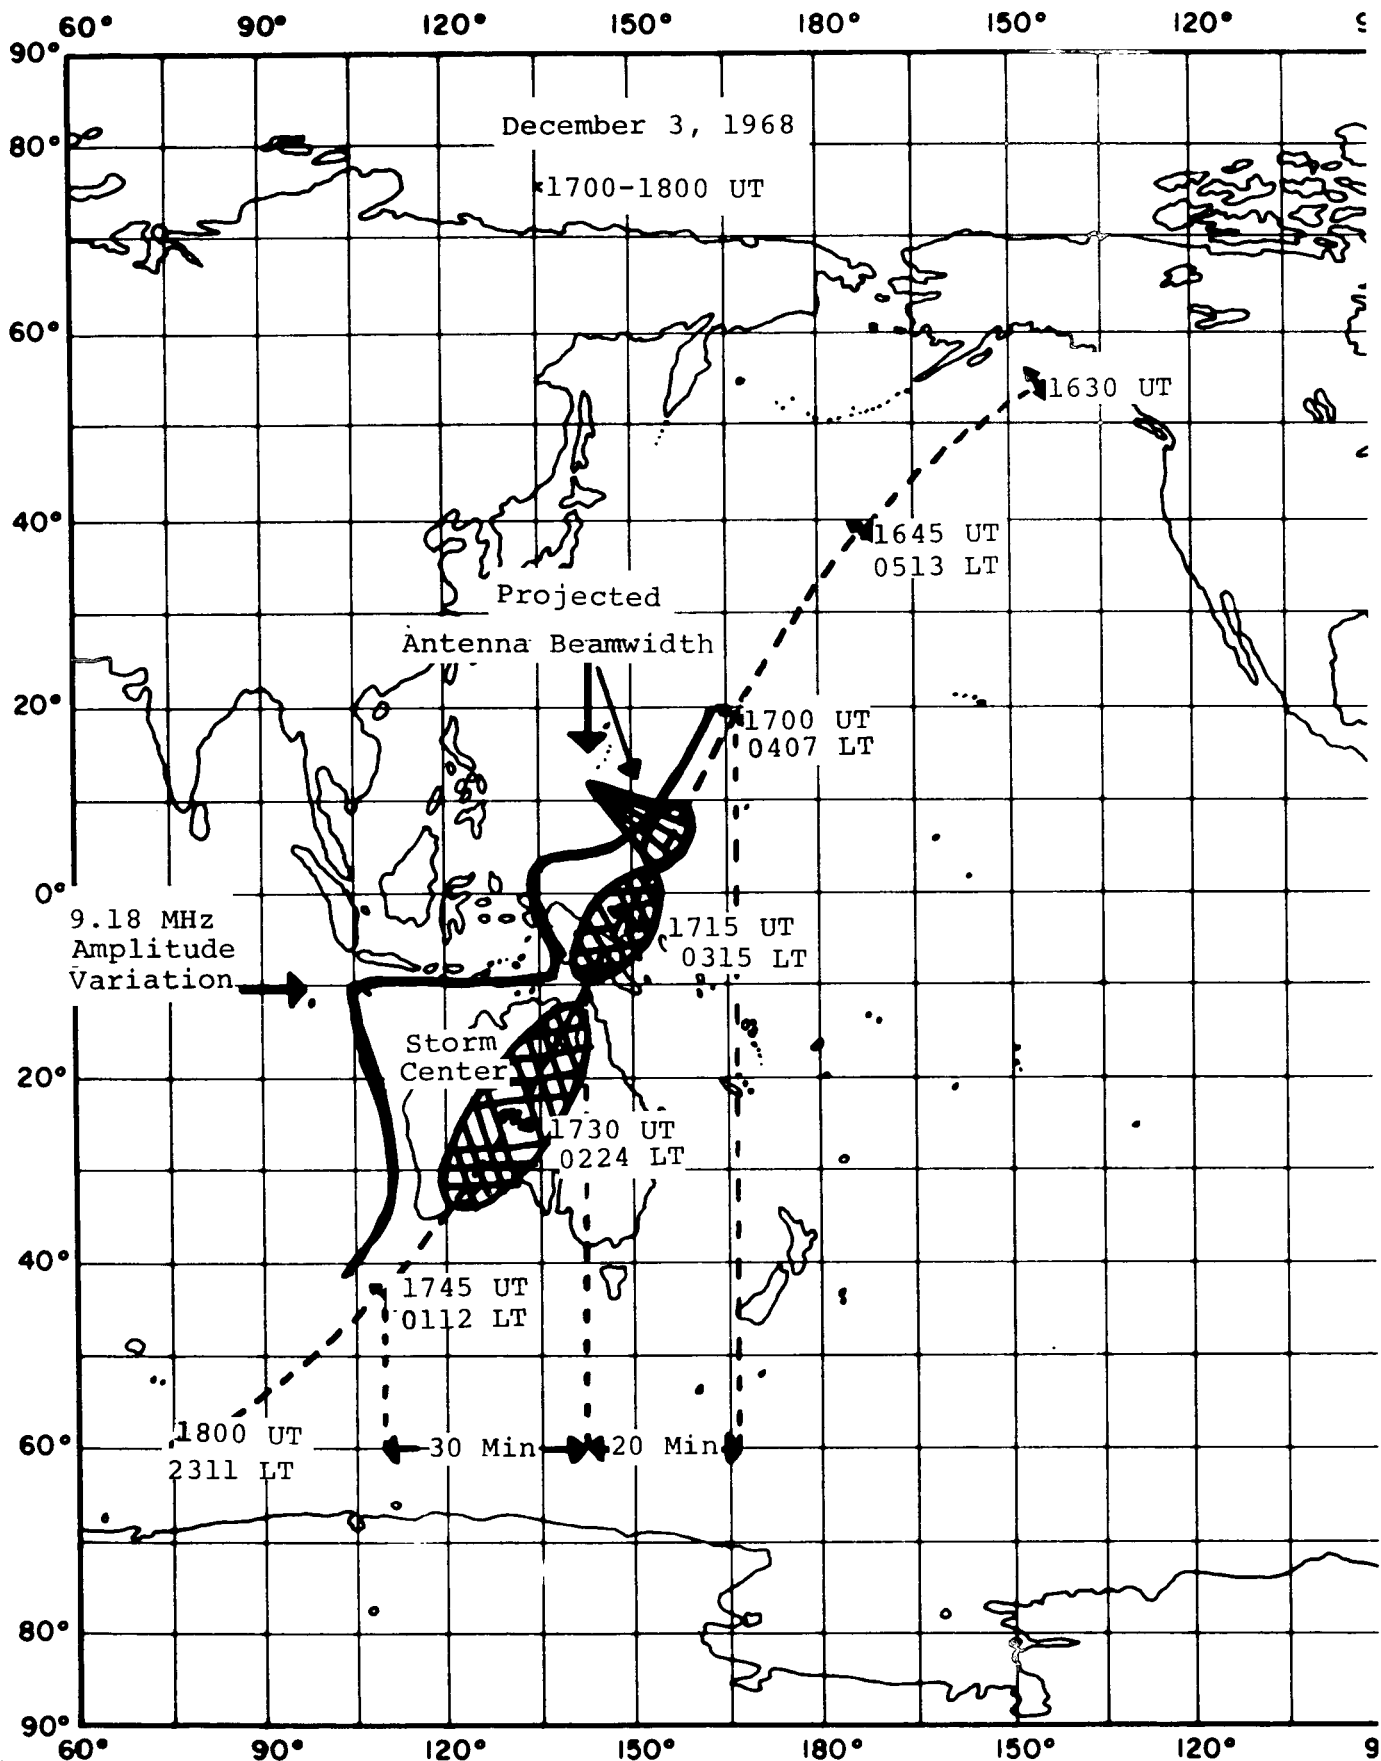 60° 90° 120° 150° 180° 150° 120° 9
90°
80°
60°
40°
20°
0°
20°
40°
60°
80°
90°
December 3, 1968
1700-1800 UT
1630 UT
1645 UT
0513 LT
Projected
Antenna Beamwidth
1700 UT
0407 LT
9.18 MHz
Amplitude
Variation
1715 UT
0315 LT
Storm
Center
1730 UT
0224 LT
1745 UT
0112 LT
1800 UT
2311 LT
30 Min
20 Min
60° 90° 120° 150° 180° 150° 120° 9